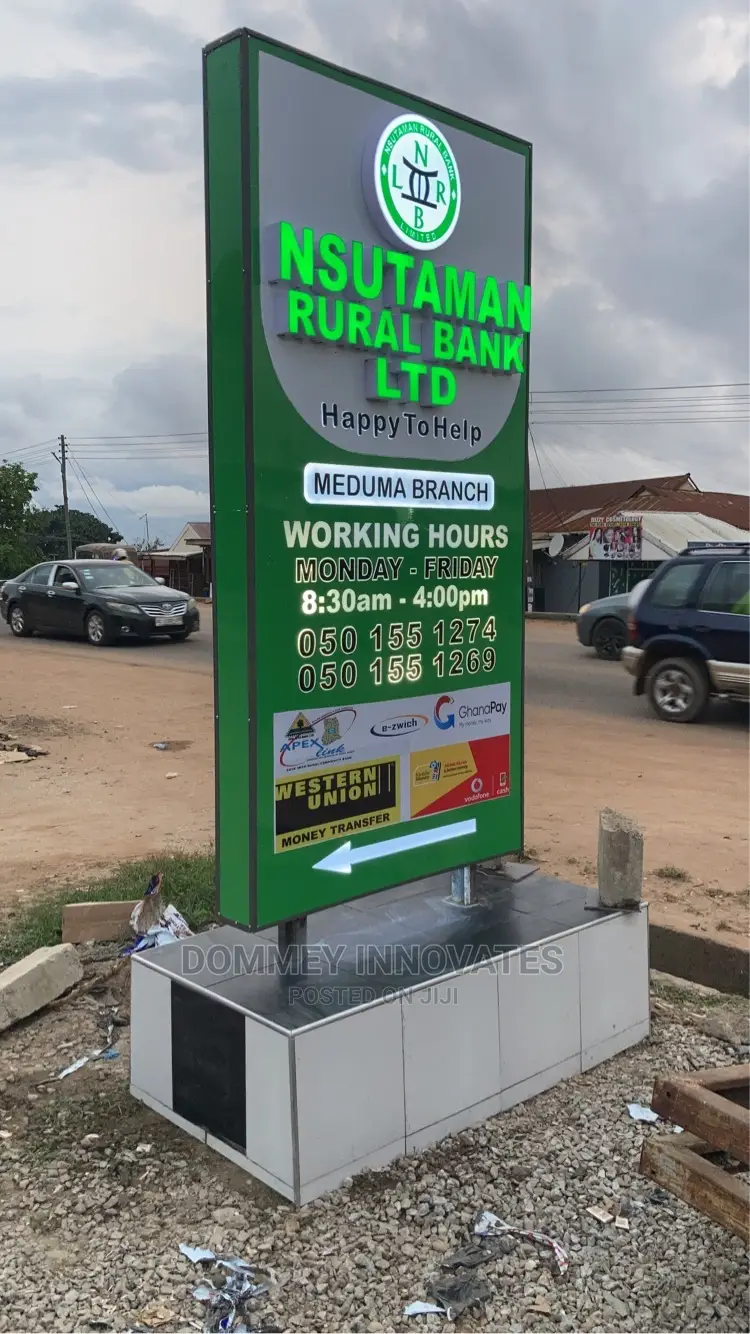 NSUTAMAN RURAL BANK
N
L R
B
LIMITED
NSUTAMAN
RURAL BANK
LTD
HappyToHelp
MEDUMA BRANCH
WORKING HOURS
MONDAY - FRIDAY
8:30am - 4:00pm
050 155 1274
050 155 1269
APEX link
e-zwich
GhanaPay
WESTERN
UNION
MONEY TRANSFER
vodafone cash
DOMMEY INNOVATES
POSTED ON JIJI